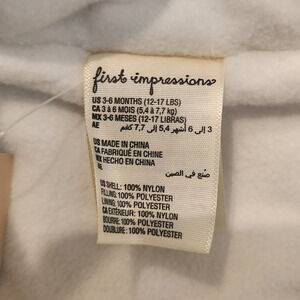 first impressions
US 3-6 MONTHS (12-17 LBS)
CA 3 à 6 MOIS (5,4 à 7,7 kg)
MX 3-6 MESES (12-17 LIBRAS)
AE
3 إلى 6 أشهر 5,4 إلى 7,7 كغم
US MADE IN CHINA
CA FABRIQUÉ EN CHINE
MX HECHO EN CHINA
AE
صُنع في الصين
US SHELL: 100% NYLON
FILLING: 100% POLYESTER
LINING: 100% POLYESTER
CA EXTÉRIEUR: 100% NYLON
BOURRE: 100% POLYESTER
DOUBLURE: 100% POLYESTER